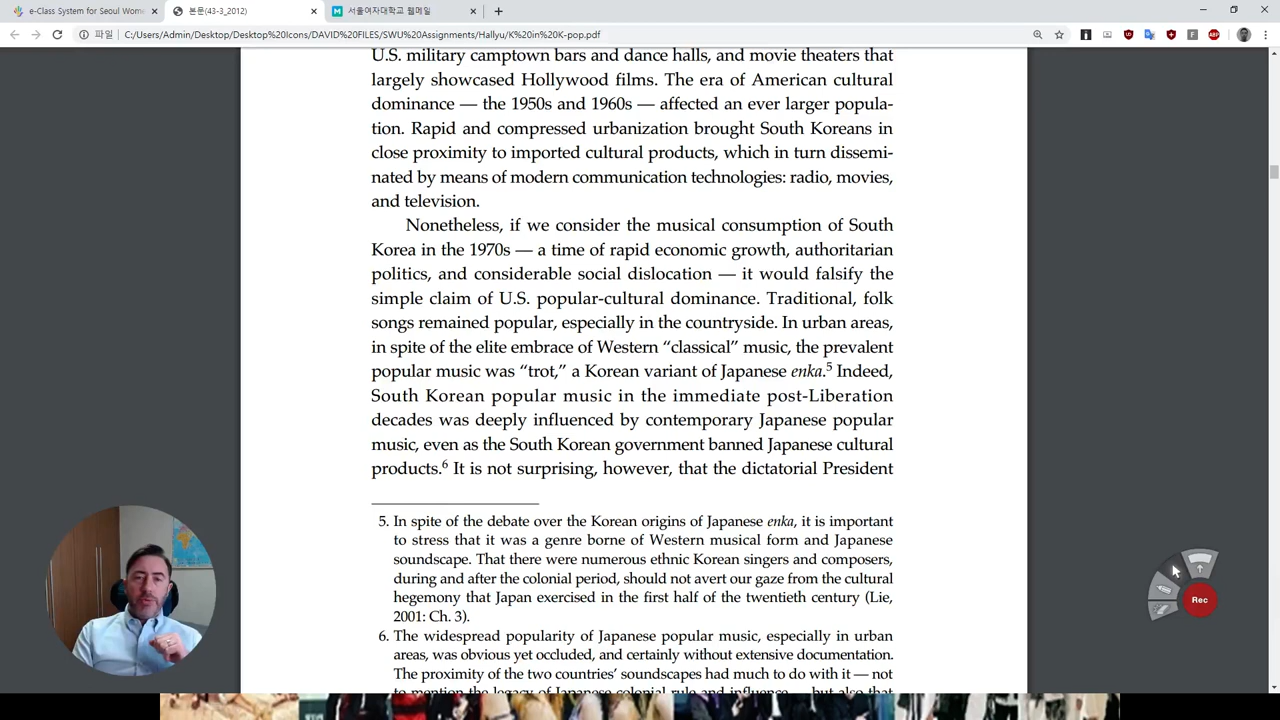 e-Class System for Seoul Wome
본문(43-3_2012)
서울여자대학교 웹메일
파일
C:/Users/Admin/Desktop/Desktop%20Icons/DAVID%20FILES/SWU%20Assignments/Hallyu/K%20in%20K-pop.pdf
U.S. military camptown bars and dance halls, and movie theaters that
largely showcased Hollywood films. The era of American cultural
dominance — the 1950s and 1960s — affected an ever larger popula-
tion. Rapid and compressed urbanization brought South Koreans in
close proximity to imported cultural products, which in turn dissemi-
nated by means of modern communication technologies: radio, movies,
and television.
Nonetheless, if we consider the musical consumption of South
Korea in the 1970s — a time of rapid economic growth, authoritarian
politics, and considerable social dislocation — it would falsify the
simple claim of U.S. popular-cultural dominance. Traditional, folk
songs remained popular, especially in the countryside. In urban areas,
in spite of the elite embrace of Western “classical” music, the prevalent
popular music was “trot,” a Korean variant of Japanese enka.5 Indeed,
South Korean popular music in the immediate post-Liberation
decades was deeply influenced by contemporary Japanese popular
music, even as the South Korean government banned Japanese cultural
products.6 It is not surprising, however, that the dictatorial President
5. In spite of the debate over the Korean origins of Japanese enka, it is important
to stress that it was a genre borne of Western musical form and Japanese
soundscape. That there were numerous ethnic Korean singers and composers,
during and after the colonial period, should not avert our gaze from the cultural
hegemony that Japan exercised in the first half of the twentieth century (Lie,
2001: Ch. 3).
6. The widespread popularity of Japanese popular music, especially in urban
areas, was obvious yet occluded, and certainly without extensive documentation.
The proximity of the two countries’ soundscapes had much to do with it — not
to mention the legacy of Japanese colonial rule and influence — but also that
Rec